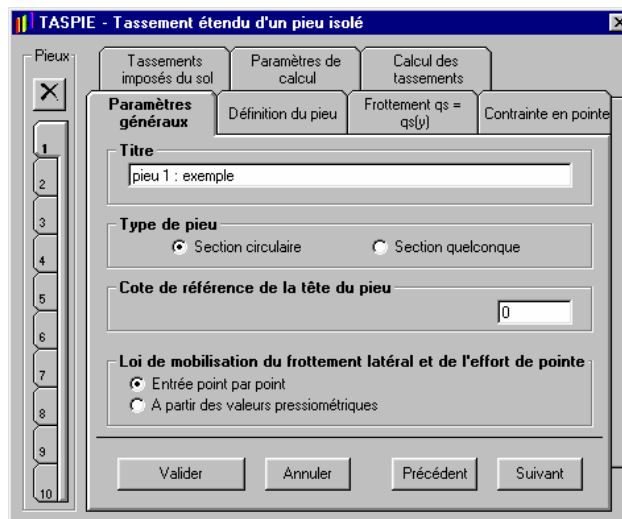 TASPIE - Tassement étendu d'un pieu isolé
Pieux
Tassements imposés du sol
Paramètres de calcul
Calcul des tassements
Paramètres généraux
Définition du pieu
Frottement qs = qs(y)
Contrainte en pointe
1
2
3
4
5
6
7
8
9
10
Titre
pieu 1 : exemple
Type de pieu
Section circulaire
Section quelconque
Cote de référence de la tête du pieu
0
Loi de mobilisation du frottement latéral et de l'effort de pointe
Entrée point par point
A partir des valeurs pressiométriques
Valider
Annuler
Précédent
Suivant